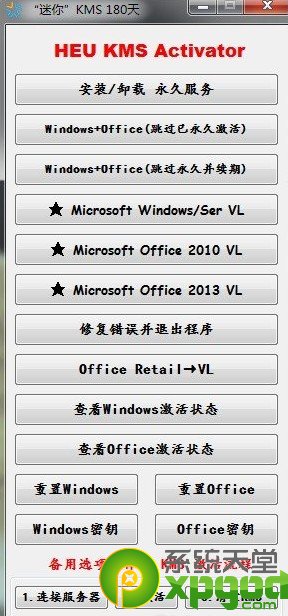 “迷你”KMS 180天
HEU KMS Activator
安装/卸载 永久服务
Windows+Office(跳过已永久激活)
Windows+Office(跳过永久并续期)
★ Microsoft Windows/Ser VL
★ Microsoft Office 2010 VL
★ Microsoft Office 2013 VL
修复错误并退出程序
Office Retail→VL
查看Windows激活状态
查看Office激活状态
重置Windows 重置Office
Windows密钥 Office密钥
备用选项
系统天堂
1.连接服务器
xpgod